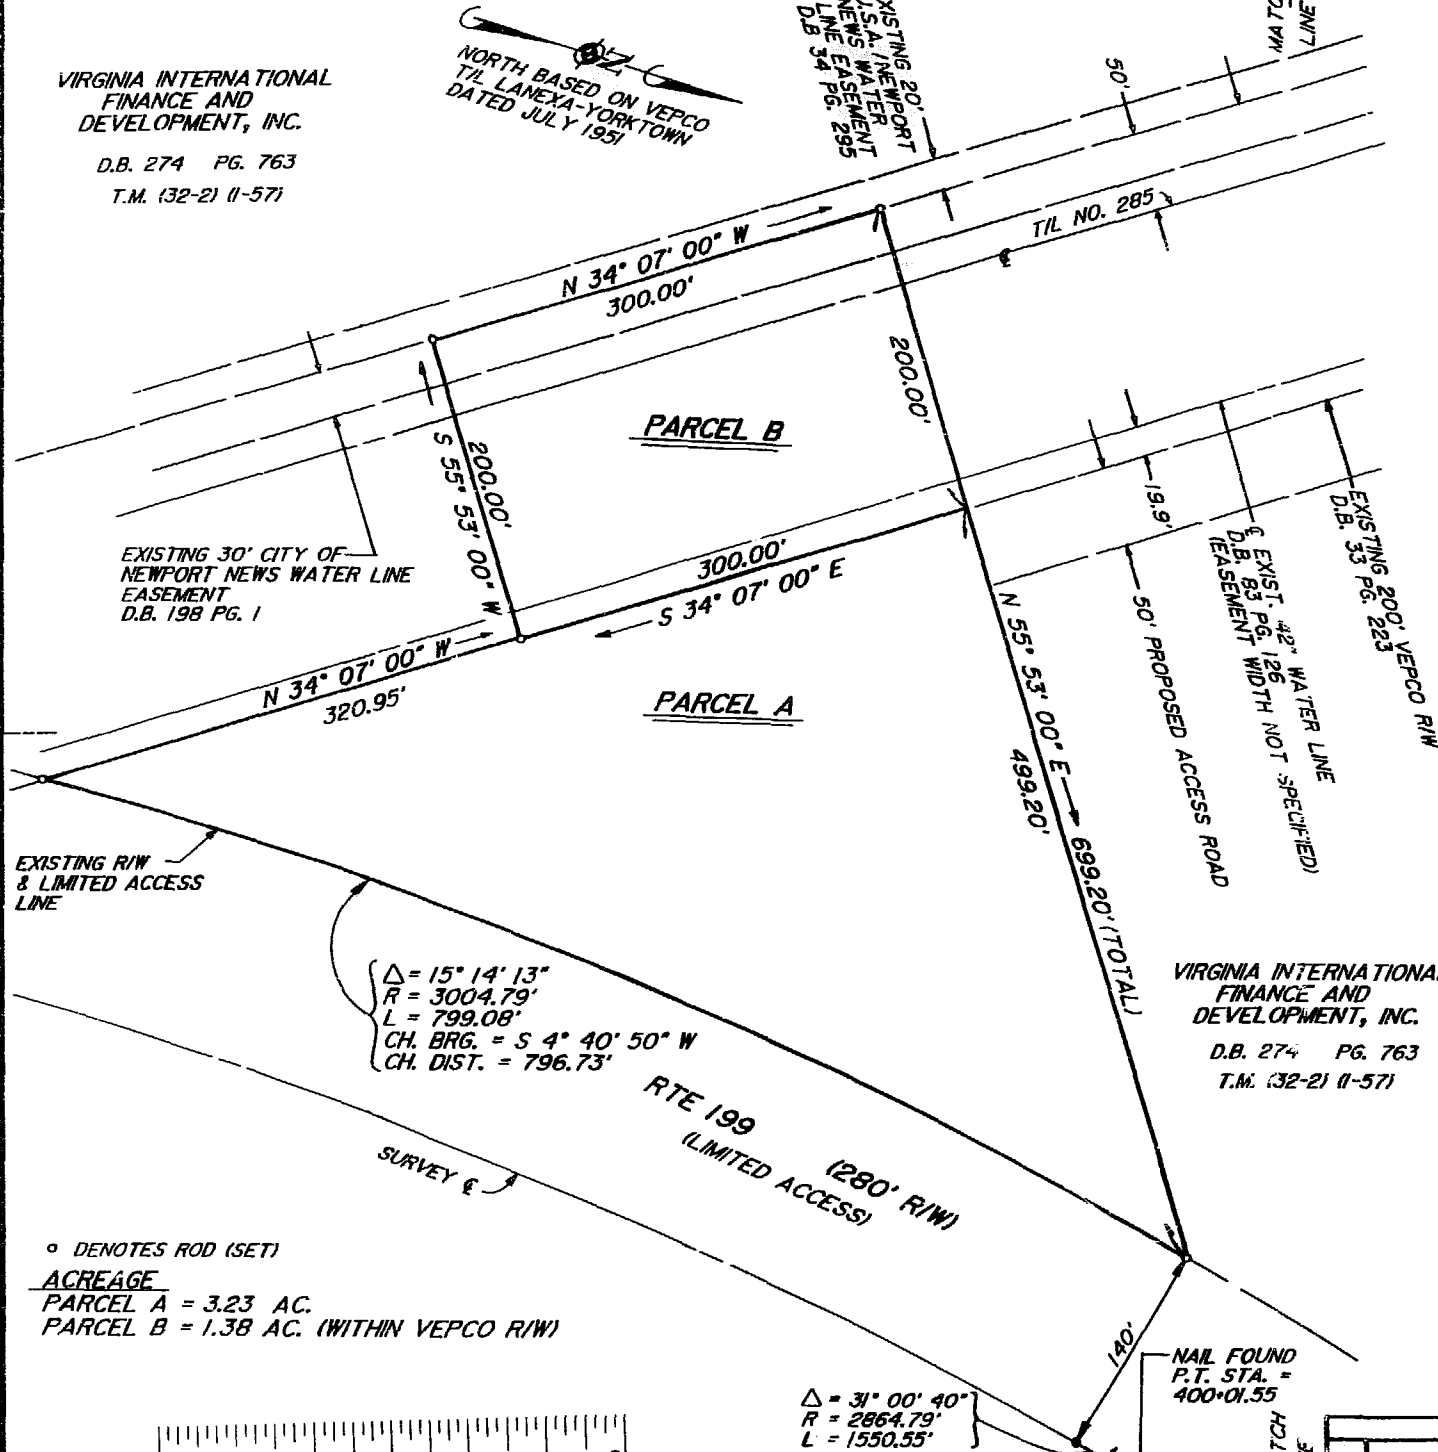 VIRGINIA INTERNATIONAL
FINANCE AND
DEVELOPMENT, INC.
D.B. 274 PG. 763
T.M. (32-2) (1-57)
NORTH BASED ON VEPCO
T/L LANEXA-YORKTOWN
DATED JULY 1951
EXISTING 20'
U.S.A. (NEWPORT
NEWS WATER
LINE EASEMENT
D.B. 34 PG. 295
LINE
50'
T/L NO. 285
N 34° 07' 00" W
300.00'
200.00'
PARCEL B
200.00'
S 55° 53' 00" W
EXISTING 30' CITY OF
NEWPORT NEWS WATER LINE
EASEMENT
D.B. 198 PG. 1
300.00'
S 34° 07' 00" E
19.9'
EXISTING 200' VEPCO R/W
D.B. 33 PG. 223
℄ EXIST. 42" WATER LINE
D.B. 83 PG. 126
(EASEMENT WIDTH NOT SPECIFIED)
50' PROPOSED ACCESS ROAD
N 34° 07' 00" W
320.95'
PARCEL A
N 55° 53' 00" E
699.20' (TOTAL)
499.20'
EXISTING R/W
& LIMITED ACCESS
LINE
Δ = 15° 14' 13"
R = 3004.79'
L = 799.08'
CH. BRG. = S 4° 40' 50" W
CH. DIST. = 796.73'
VIRGINIA INTERNATIONAL
FINANCE AND
DEVELOPMENT, INC.
D.B. 274 PG. 763
T.M. (32-2) (1-57)
RTE 199 (280' R/W)
(LIMITED ACCESS)
SURVEY ℄
o DENOTES ROD (SET)
ACREAGE
PARCEL A = 3.23 AC.
PARCEL B = 1.38 AC. (WITHIN VEPCO R/W)
140'
NAIL FOUND
P.T. STA. =
400+01.55
Δ = 31° 00' 40"
R = 2864.79'
L = 1550.55'